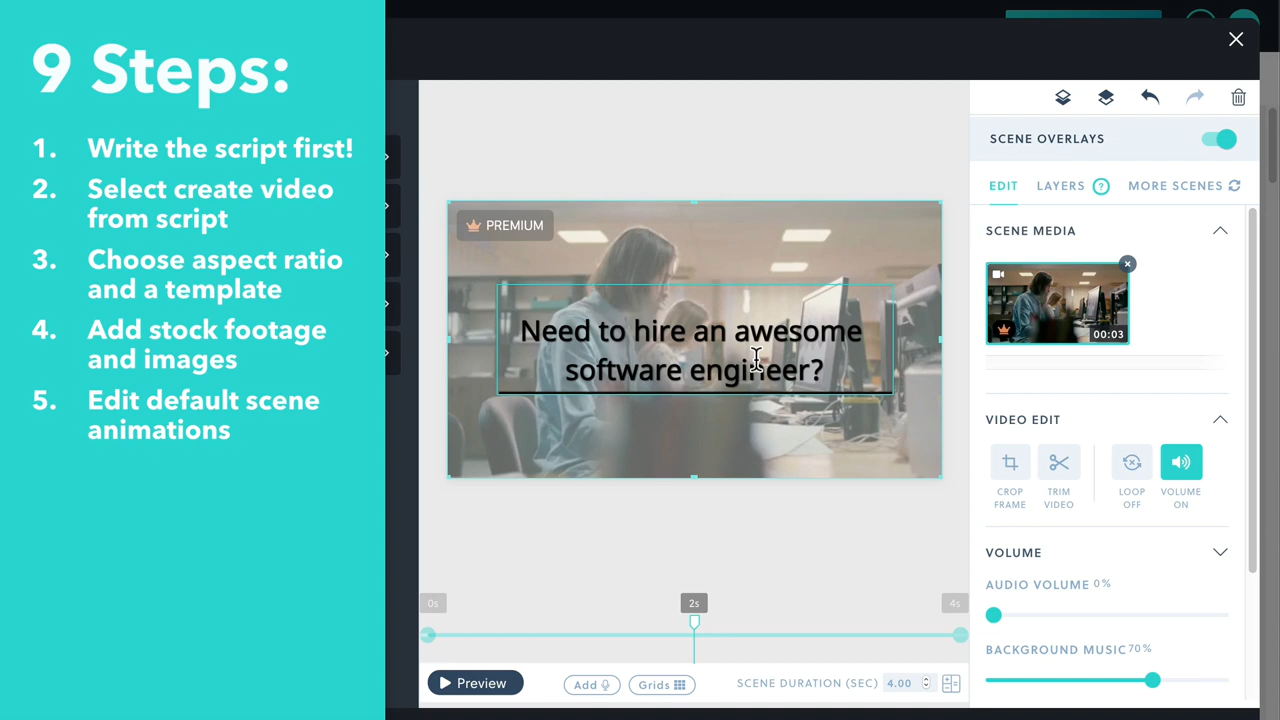 9 Steps:
1. Write the script first!
2. Select create video
from script
3. Choose aspect ratio
and a template
4. Add stock footage
and images
5. Edit default scene
animations
PREMIUM
Need to hire an awesome
software engineer?
0s
2s
4s
Preview
Add
Grids
SCENE DURATION (SEC) 4.00
SCENE OVERLAYS
EDIT LAYERS ? MORE SCENES
SCENE MEDIA
00:03
VIDEO EDIT
CROP
FRAME
TRIM
VIDEO
LOOP
OFF
VOLUME
ON
VOLUME
AUDIO VOLUME 0%
BACKGROUND MUSIC 70%